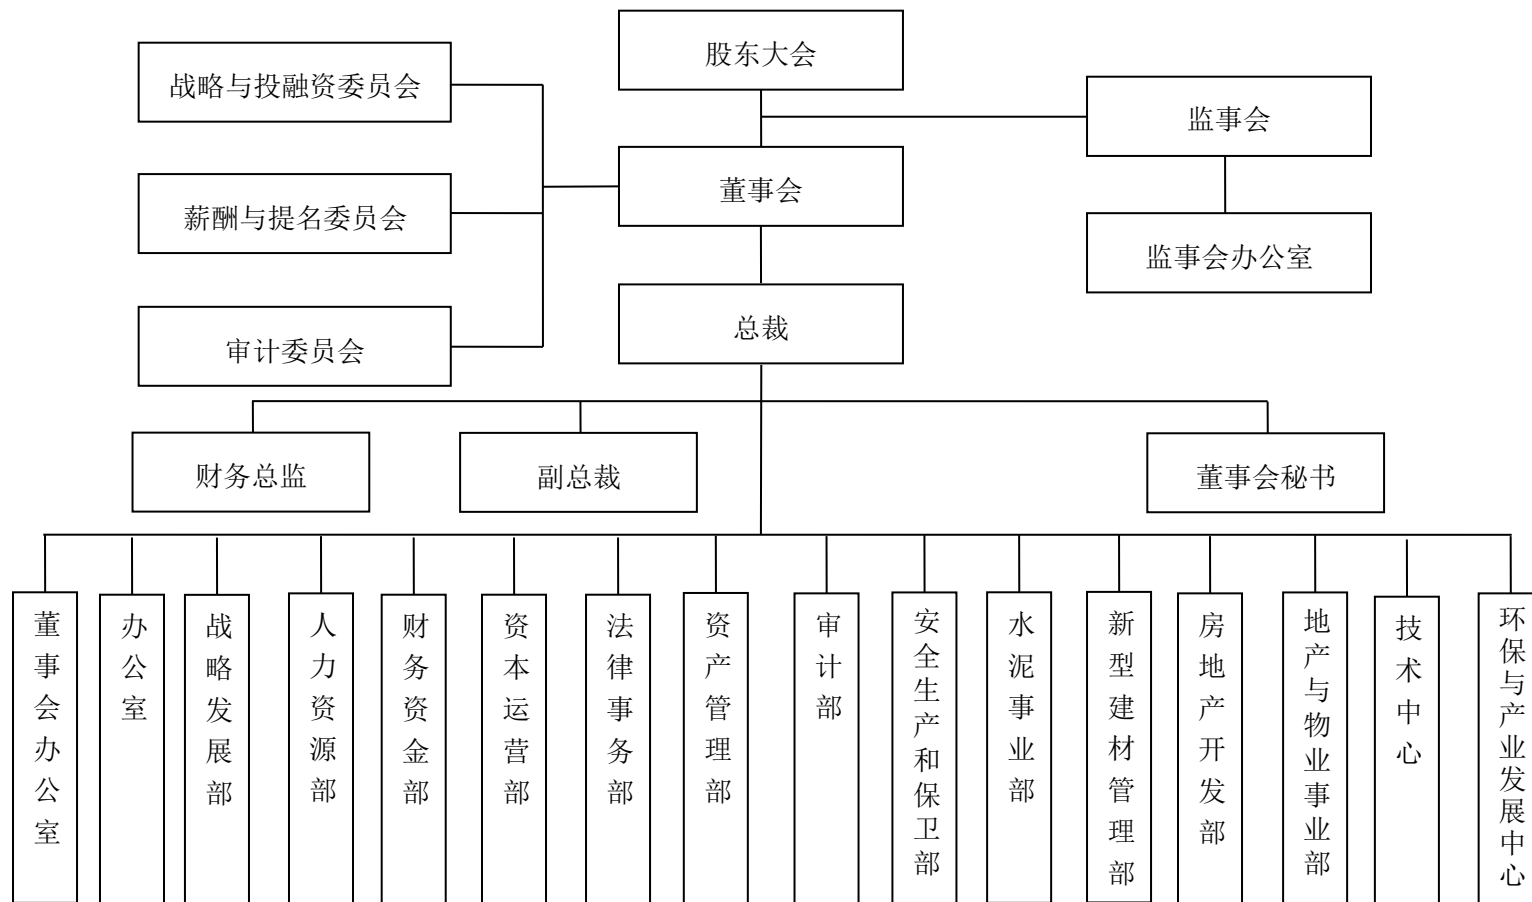 股东大会
战略与投融资委员会
监事会
董事会
薪酬与提名委员会
监事会办公室
总裁
审计委员会
财务总监
副总裁
董事会秘书
董事会办公室
办公室
战略发展部
人力资源部
财务资金部
资本运营部
法律事务部
资产管理部
审计部
安全生产和保卫部
水泥事业部
新型建材管理部
房地产开发部
地产与物业事业部
技术中心
环保与产业发展中心